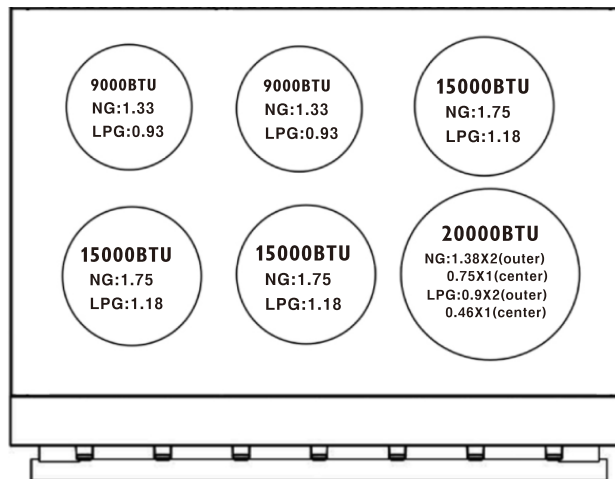 9000BTU
NG:1.33
LPG:0.93
9000BTU
NG:1.33
LPG:0.93
15000BTU
NG:1.75
LPG:1.18
15000BTU
NG:1.75
LPG:1.18
15000BTU
NG:1.75
LPG:1.18
20000BTU
NG:1.38X2(outer)
0.75X1(center)
LPG:0.9X2(outer)
0.46X1(center)